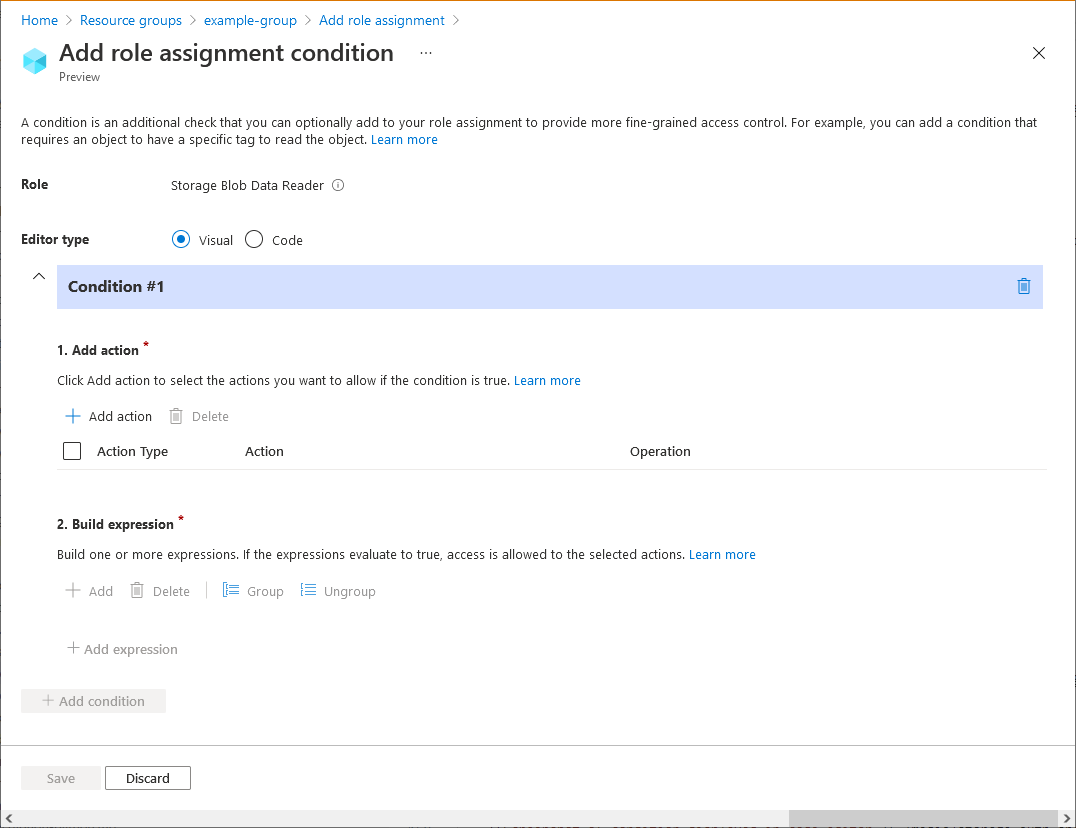 Home > Resource groups > example-group > Add role assignment >
Add role assignment condition ...
Preview
A condition is an additional check that you can optionally add to your role assignment to provide more fine-grained access control. For example, you can add a condition that
requires an object to have a specific tag to read the object. Learn more
Role Storage Blob Data Reader
Editor type Visual Code
Condition #1
1. Add action *
Click Add action to select the actions you want to allow if the condition is true. Learn more
+ Add action Delete
Action Type Action Operation
2. Build expression *
Build one or more expressions. If the expressions evaluate to true, access is allowed to the selected actions. Learn more
+ Add Delete Group Ungroup
+ Add expression
+ Add condition
Save Discard